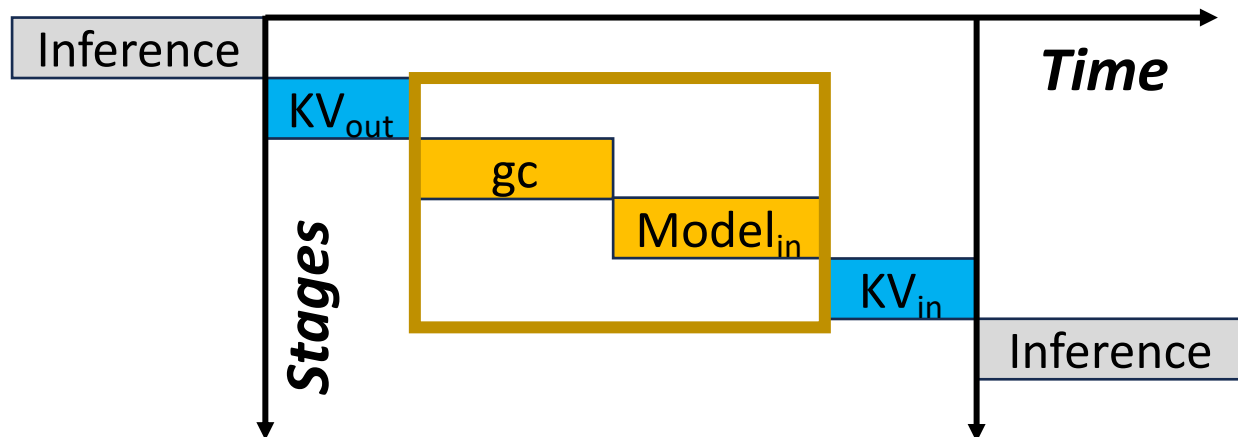 Inference
Time
KVout
gc
Modelin
Stages
KVin
Inference